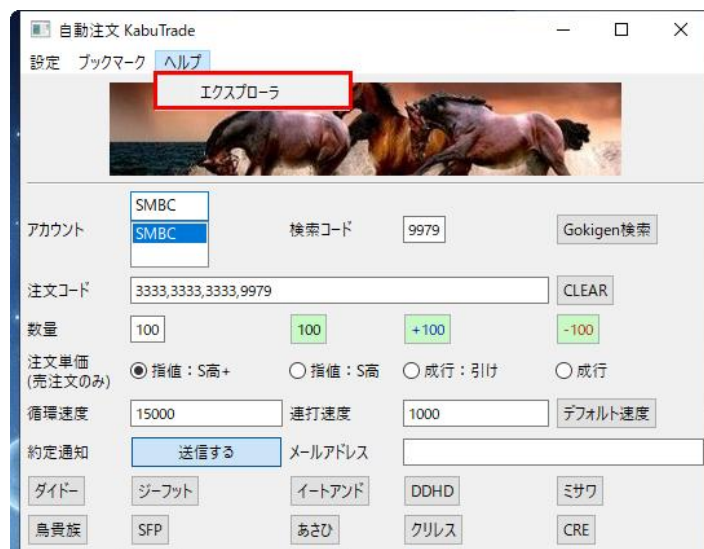 自動注文 KabuTrade
設定 ブックマーク ヘルプ
エクスプローラ
SMBC
アカウント SMBC 検索コード 9979 Gokigen検索
注文コード 3333,3333,3333,9979 CLEAR
数量 100 100 +100 -100
注文単価
(売注文のみ) 指値：S高+ 指値：S高 成行：引け 成行
循環速度 15000 連打速度 1000 デフォルト速度
約定通知 送信する メールアドレス
ダイドー ジーフット イートアンド DDHD ミサワ
鳥貴族 SFP あさひ クリレス CRE